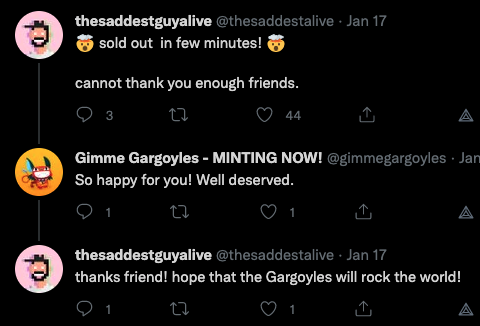 thesaddestguyalive @thesaddestalive · Jan 17
🤯 sold out in few minutes! 🤯
cannot thank you enough friends.
3 44
Gimme Gargoyles - MINTING NOW! @gimmegargoyles · Jan
So happy for you! Well deserved.
1 1
thesaddestguyalive @thesaddestalive · Jan 17
thanks friend! hope that the Gargoyles will rock the world!
1 1